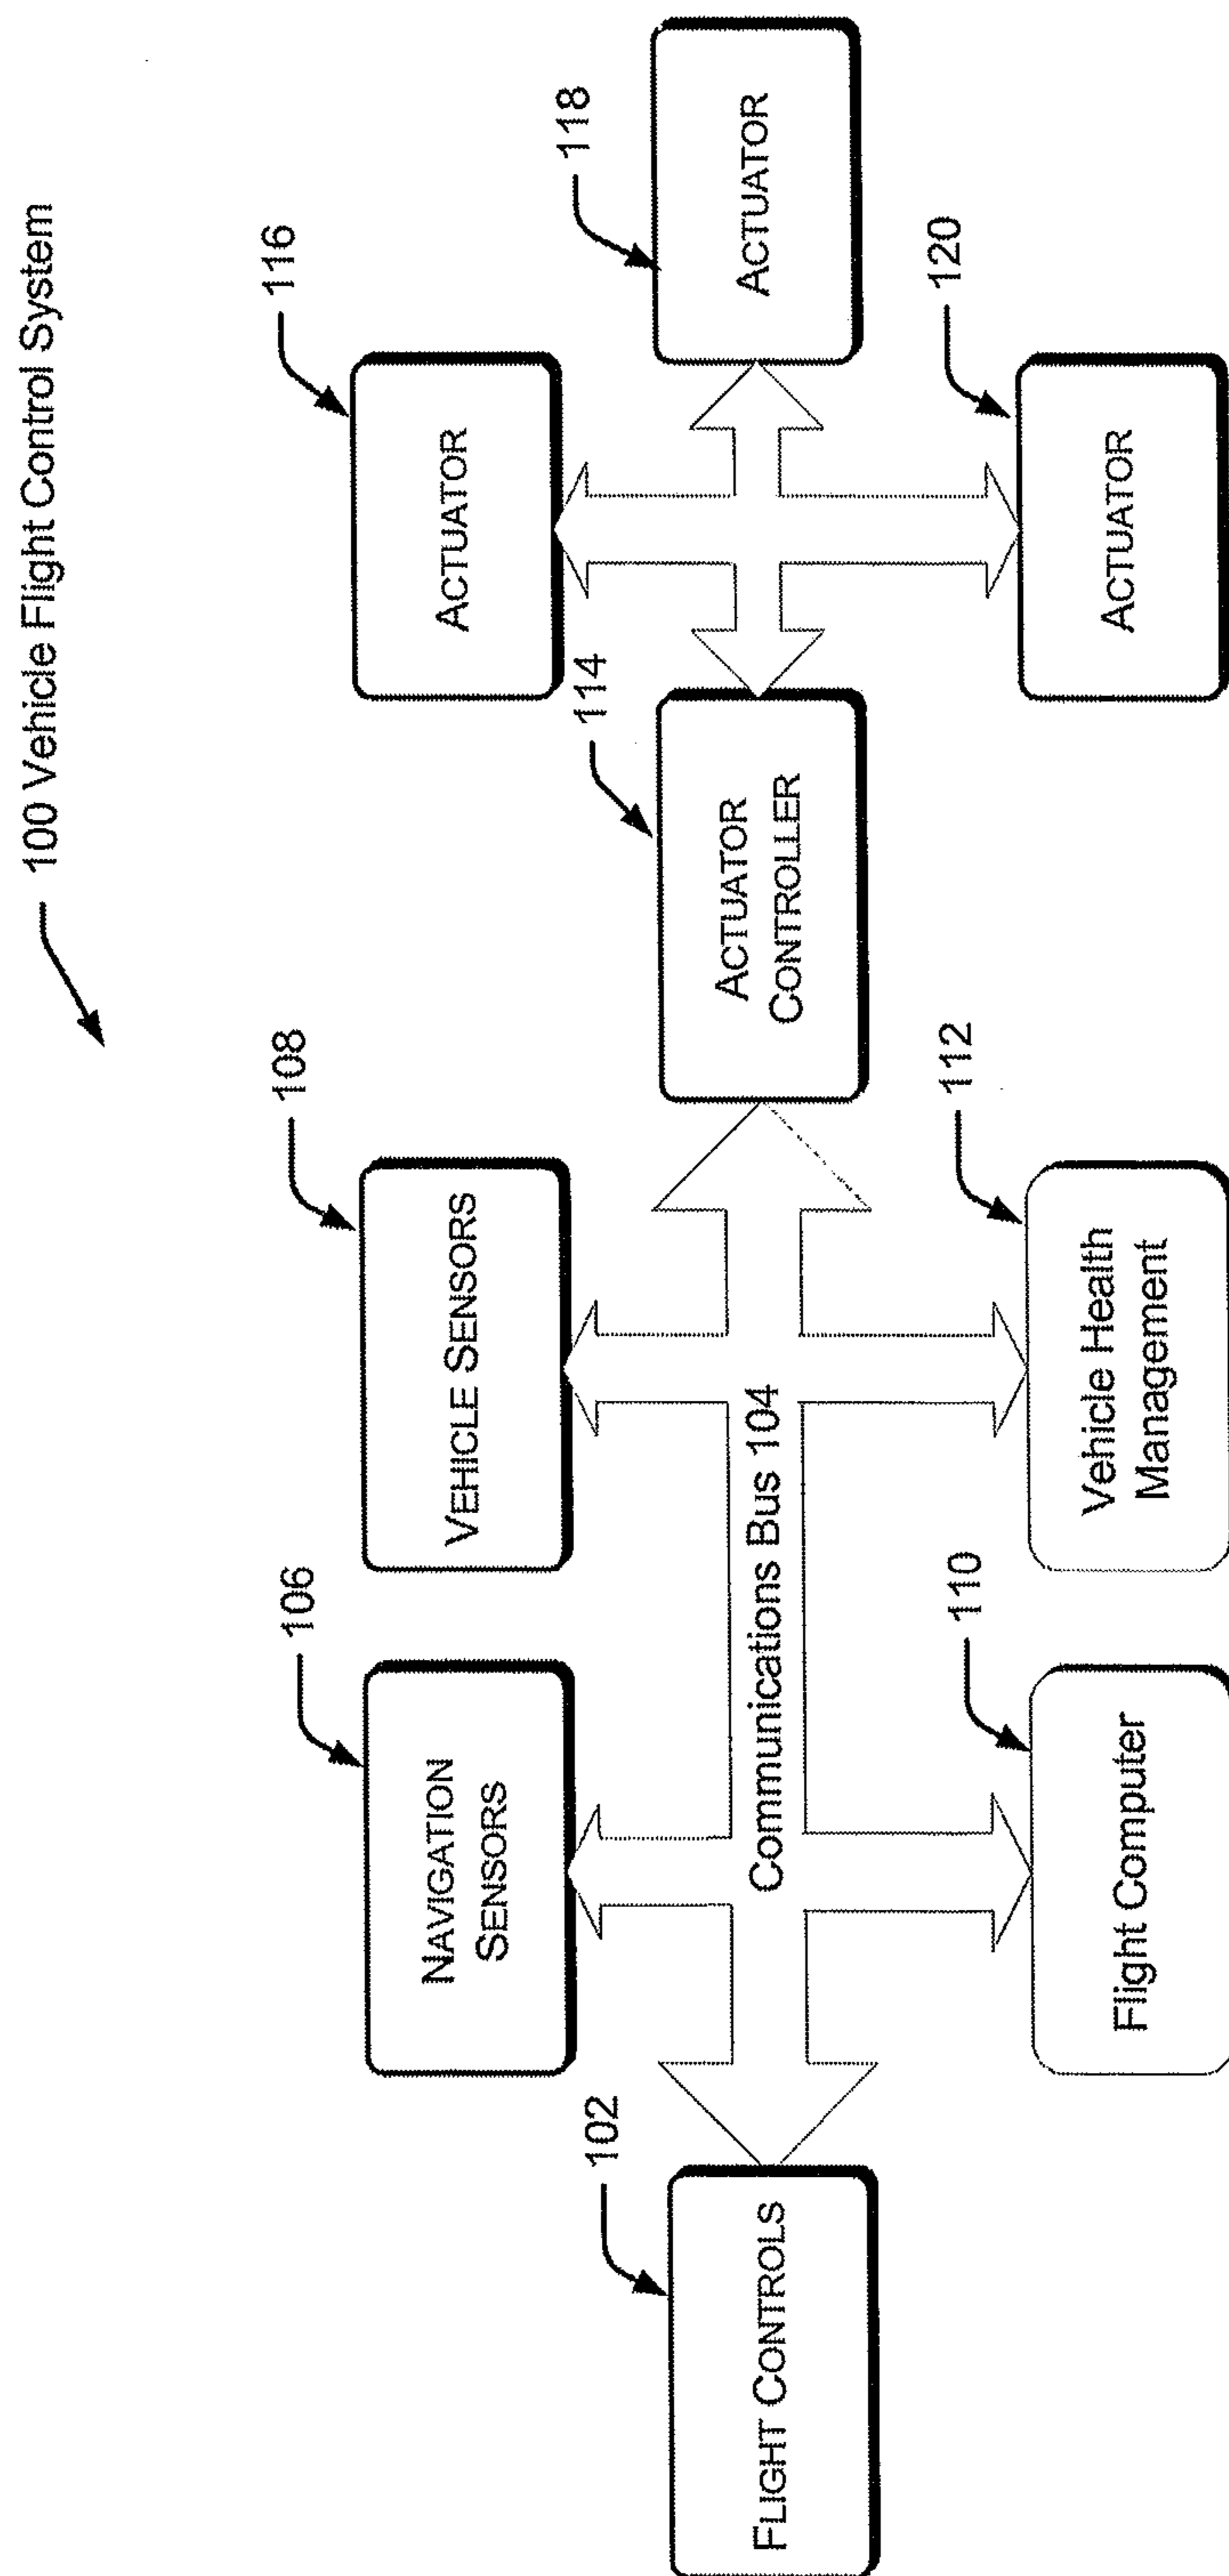 100 Vehicle Flight Control System
106
NAVIGATION
SENSORS
108
VEHICLE SENSORS
116
ACTUATOR
102
FLIGHT CONTROLS
Communications Bus 104
114
ACTUATOR
CONTROLLER
118
ACTUATOR
110
Flight Computer
112
Vehicle Health
Management
120
ACTUATOR